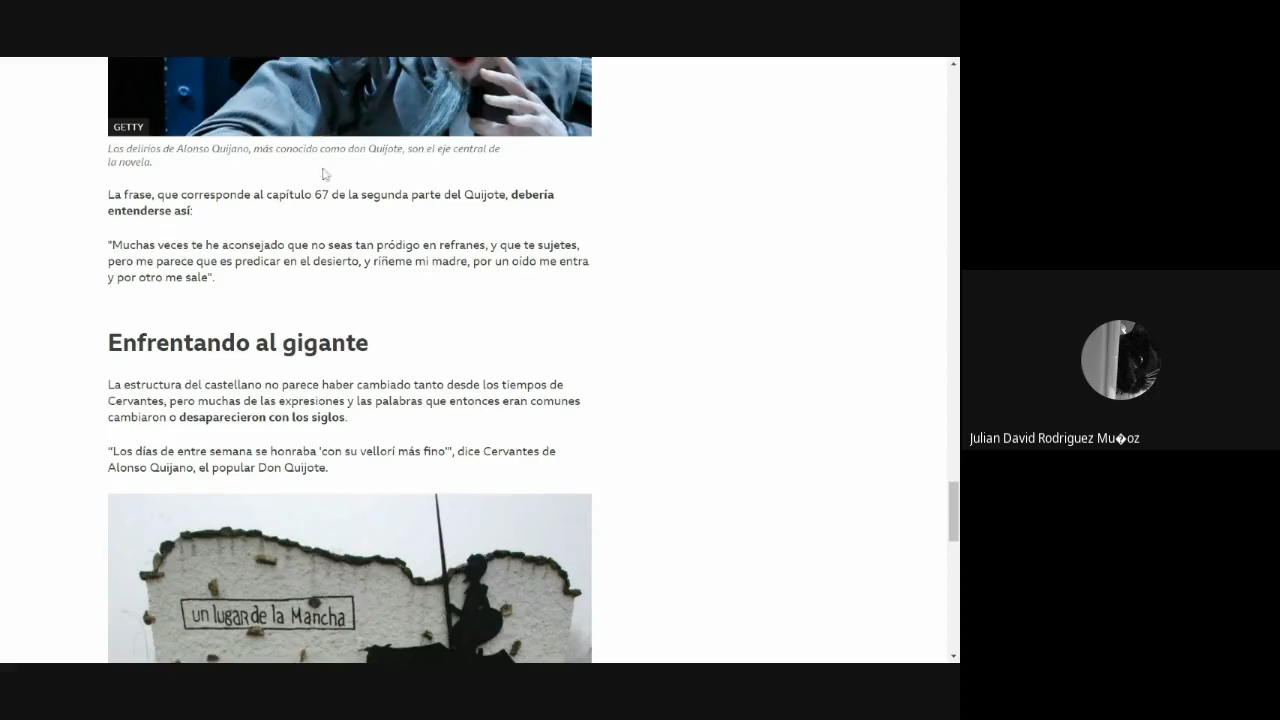 GETTY
Los delirios de Alonso Quijano, más conocido como don Quijote, son el eje central de
la novela.
La frase, que corresponde al capítulo 67 de la segunda parte del Quijote, debería
entenderse así:
"Muchas veces te he aconsejado que no seas tan pródigo en refranes, y que te sujetes,
pero me parece que es predicar en el desierto, y ríñeme mi madre, por un oído me entra
y por otro me sale".
Enfrentando al gigante
La estructura del castellano no parece haber cambiado tanto desde los tiempos de
Cervantes, pero muchas de las expresiones y las palabras que entonces eran comunes
cambiaron o desaparecieron con los siglos.
"Los días de entre semana se honraba 'con su vellorí más fino'", dice Cervantes de
Alonso Quijano, el popular Don Quijote.
un lugar de la Mancha
Julian David Rodriguez Mu�oz